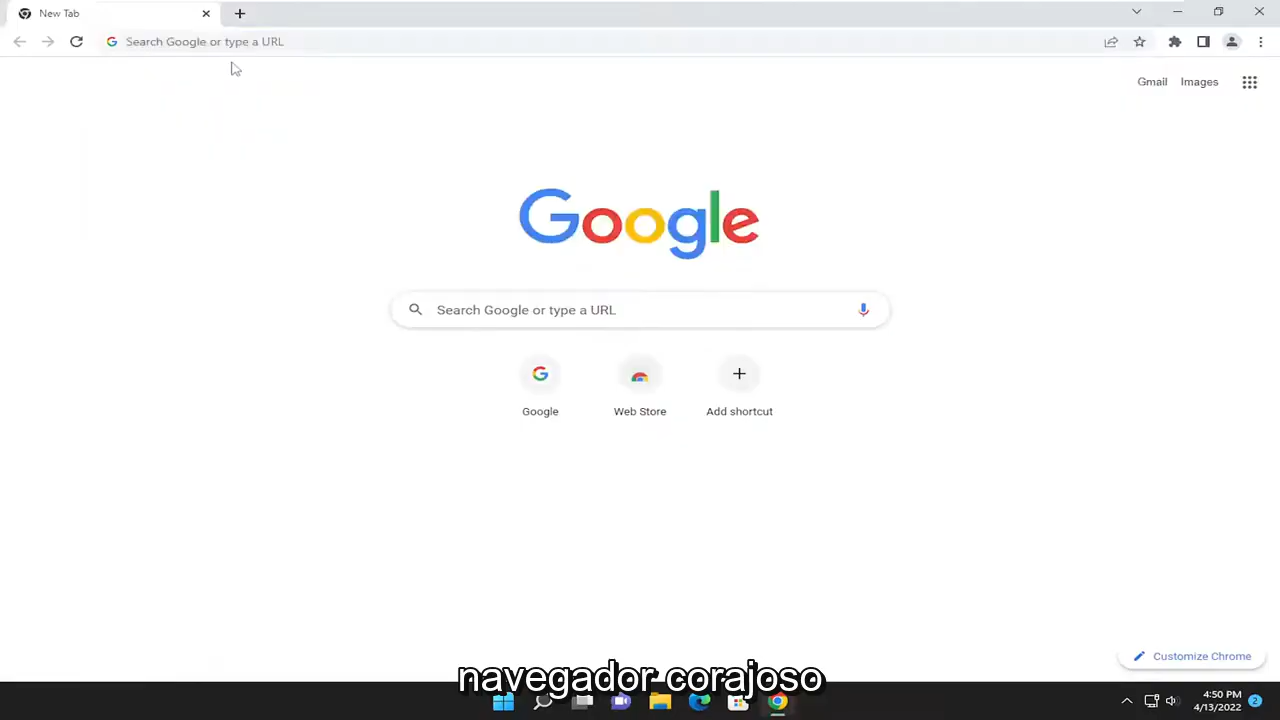 New Tab
Search Google or type a URL
Gmail Images
Google
Search Google or type a URL
Google Web Store Add shortcut
Customize Chrome
navegador corajoso
4:50 PM
4/13/2022
2